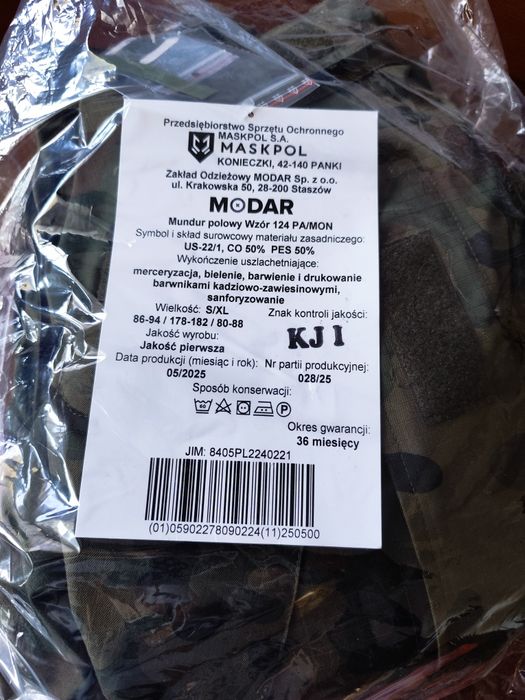 Przedsiębiorstwo Sprzętu Ochronnego
MASKPOL S.A.
MASKPOL
KONIECZKI, 42-140 PANKI
Zakład Odzieżowy MODAR Sp. z o.o.
ul. Krakowska 50, 28-200 Staszów
MODAR
Mundur polowy Wzór 124 PA/MON
Symbol i skład surowcowy materiału zasadniczego:
US-22/1, CO 50% PES 50%
Wykończenie uszlachetniające:
merceryzacja, bielenie, barwienie i drukowanie
barwnikami kadziowo-zawiesinowymi,
sanforyzowanie
Wielkość: S/XL
86-94 / 178-182 / 80-88
Znak kontroli jakości:
KJ 1
Jakość wyrobu:
Jakość pierwsza
Data produkcji (miesiąc i rok):
05/2025
Nr partii produkcyjnej:
028/25
Sposób konserwacji:
60
P
Okres gwarancji:
36 miesięcy
JIM: 8405PL2240221
(01)05902278090224(11)250500